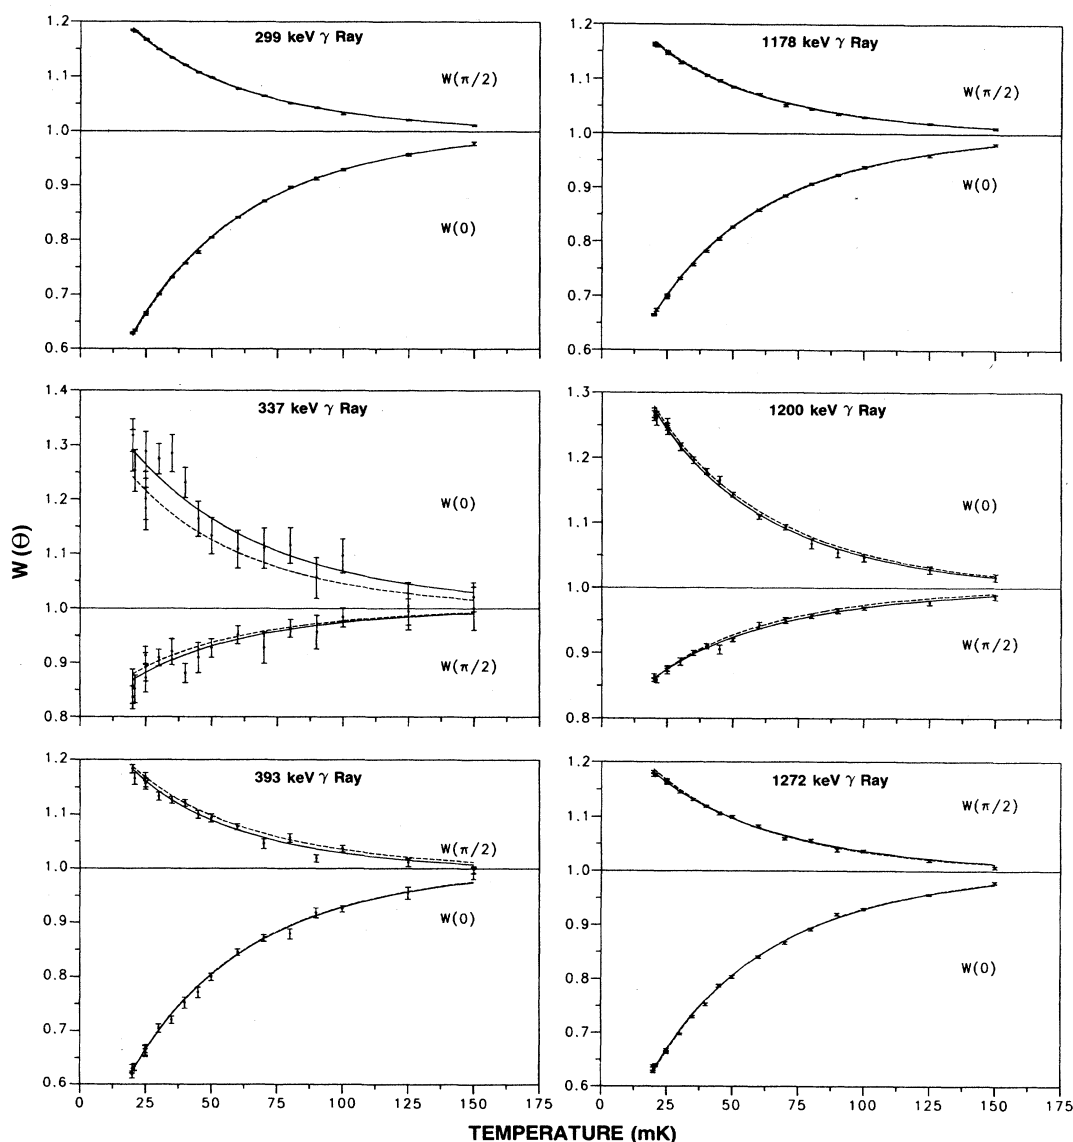 299 keV γ Ray
1.2
1.1
1.0
0.9
0.8
0.7
0.6
W(π/2)
W(0)
1178 keV γ Ray
1.2
1.1
1.0
0.9
0.8
0.7
0.6
W(π/2)
W(0)
337 keV γ Ray
1.4
1.3
1.2
1.1
1.0
0.9
0.8
W(0)
W(π/2)
1200 keV γ Ray
1.3
1.2
1.1
1.0
0.9
0.8
W(0)
W(π/2)
W(Θ)
393 keV γ Ray
1.2
1.1
1.0
0.9
0.8
0.7
0.6
W(π/2)
W(0)
0 25 50 75 100 125 150 175
1272 keV γ Ray
1.2
1.1
1.0
0.9
0.8
0.7
0.6
W(π/2)
W(0)
0 25 50 75 100 125 150 175
TEMPERATURE (mK)